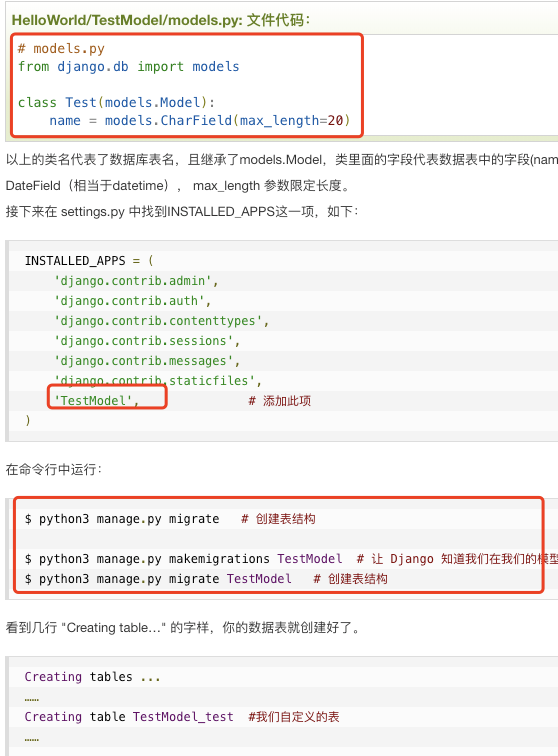 HelloWorld/TestModel/models.py: 文件代码：
# models.py
from django.db import models
class Test(models.Model):
    name = models.CharField(max_length=20)
以上的类名代表了数据库表名，且继承了models.Model，类里面的字段代表数据表中的字段(nam
DateField（相当于datetime）， max_length 参数限定长度。
接下来在 settings.py 中找到INSTALLED_APPS这一项，如下：
INSTALLED_APPS = (
    'django.contrib.admin',
    'django.contrib.auth',
    'django.contrib.contenttypes',
    'django.contrib.sessions',
    'django.contrib.messages',
    'django.contrib.staticfiles',
    'TestModel',               # 添加此项
)
在命令行中运行：
$ python3 manage.py migrate   # 创建表结构
$ python3 manage.py makemigrations TestModel  # 让 Django 知道我们在我们的模型
$ python3 manage.py migrate TestModel   # 创建表结构
看到几行 "Creating table…" 的字样，你的数据表就创建好了。
Creating tables ...
……
Creating table TestModel_test  #我们自定义的表
……